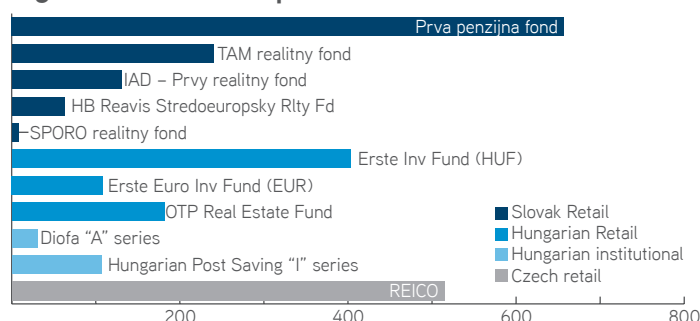 Prva penzijna fond
TAM realitny fond
IAD – Prvy realitny fond
HB Reavis Stredoeuropsky Rlty Fd
SPORO realitny fond
Erste Inv Fund (HUF)
Erste Euro Inv Fund (EUR)
OTP Real Estate Fund
Diofa “A” series
Hungarian Post Saving “I” series
REICO
Slovak Retail
Hungarian Retail
Hungarian institutional
Czech retail
200 400 600 800